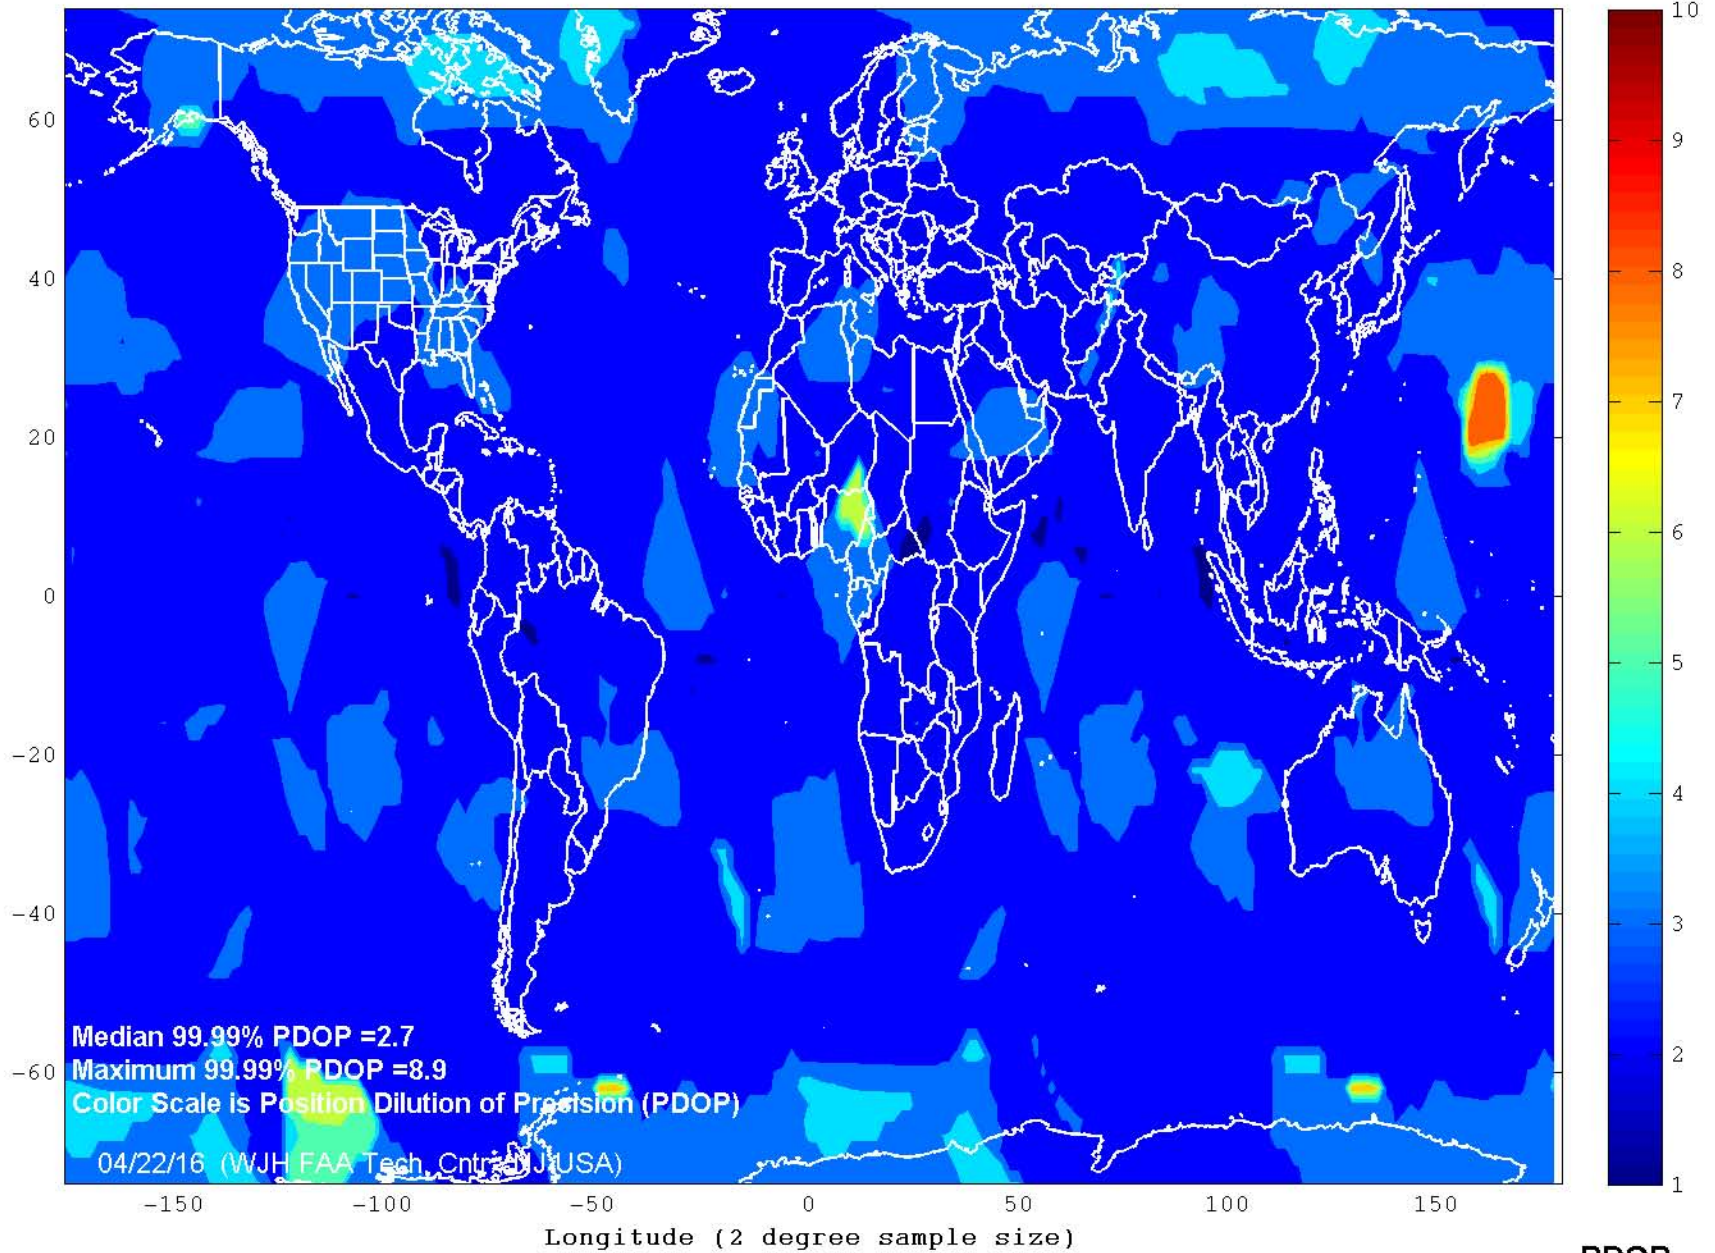 60
40
20
0
−20
−40
−60
Median 99.99% PDOP =2.7
Maximum 99.99% PDOP =8.9
Color Scale is Position Dilution of Precision (PDOP)
04/22/16 (WJH FAA Tech. Cntr. NJ USA)
−150 −100 −50 0 50 100 150
Longitude (2 degree sample size)
10
9
8
7
6
5
4
3
2
1
PDOP